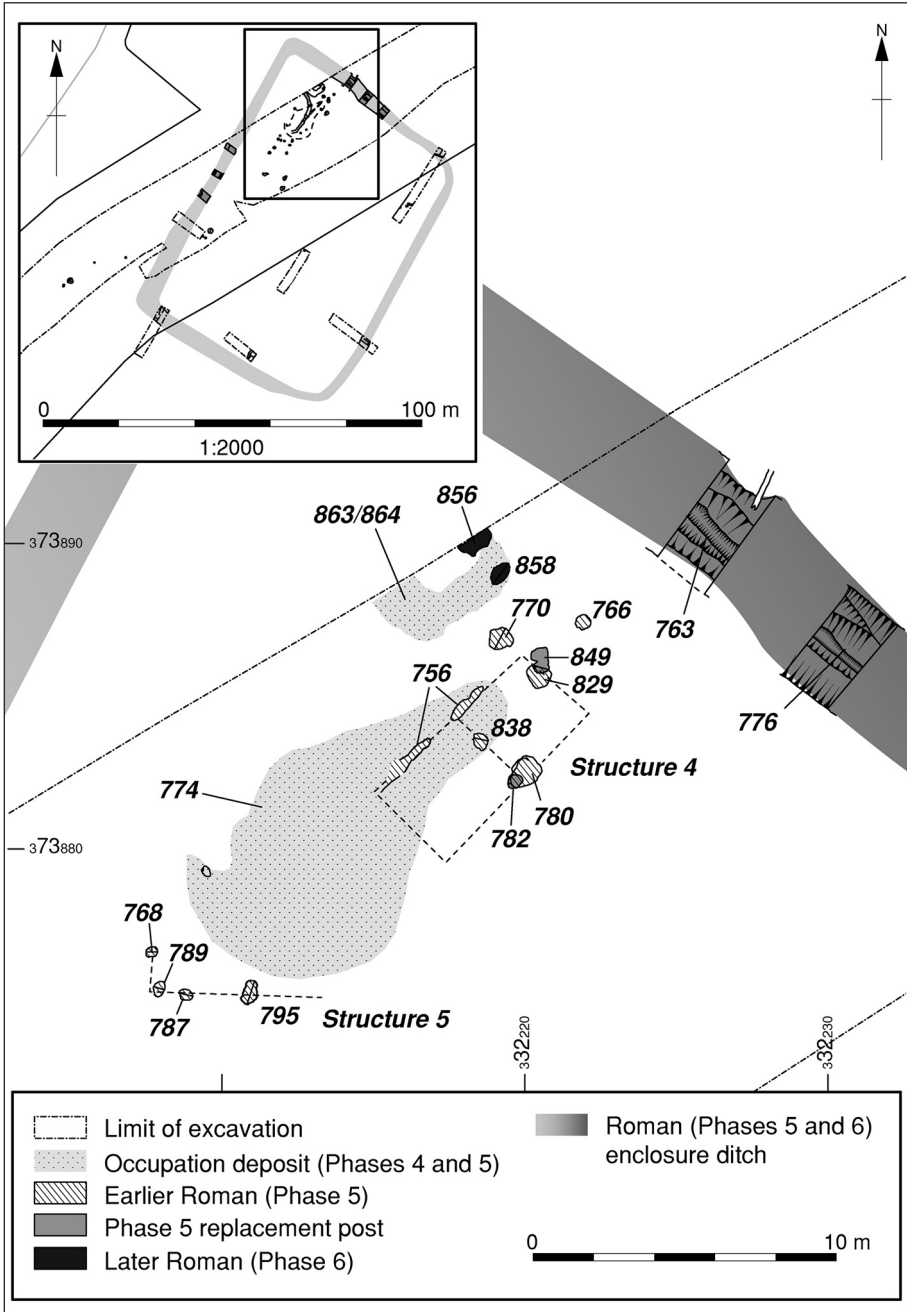 N
N
0
100 m
1:2000
856
863/864
373890
858
770
766
763
849
829
756
838
776
Structure 4
774
782
780
373880
768
789
787
795
Structure 5
332220
332230
Limit of excavation
Occupation deposit (Phases 4 and 5)
Earlier Roman (Phase 5)
Phase 5 replacement post
Later Roman (Phase 6)
Roman (Phases 5 and 6)
enclosure ditch
0
10 m